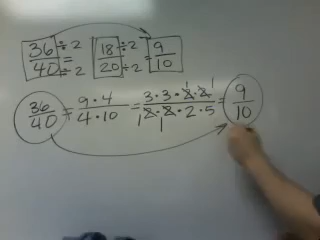 36/40 ÷2/÷2 = 18/20 ÷2/÷2 = 9/10
36/40 = 9·4/4·10 = 3·3·2·2/2·2·2·5 = 9/10